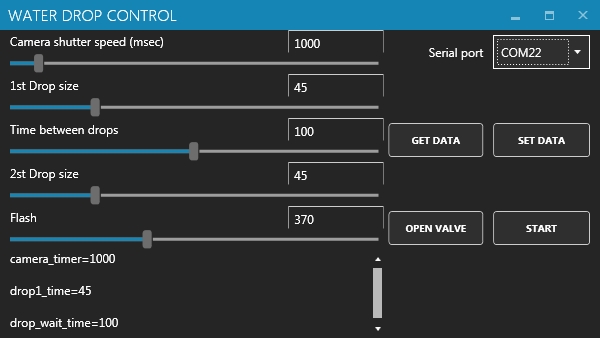 WATER DROP CONTROL
Camera shutter speed (msec) 1000
Serial port COM22
1st Drop size 45
Time between drops 100
GET DATA SET DATA
2st Drop size 45
Flash 370
OPEN VALVE START
camera_timer=1000
drop1_time=45
drop_wait_time=100